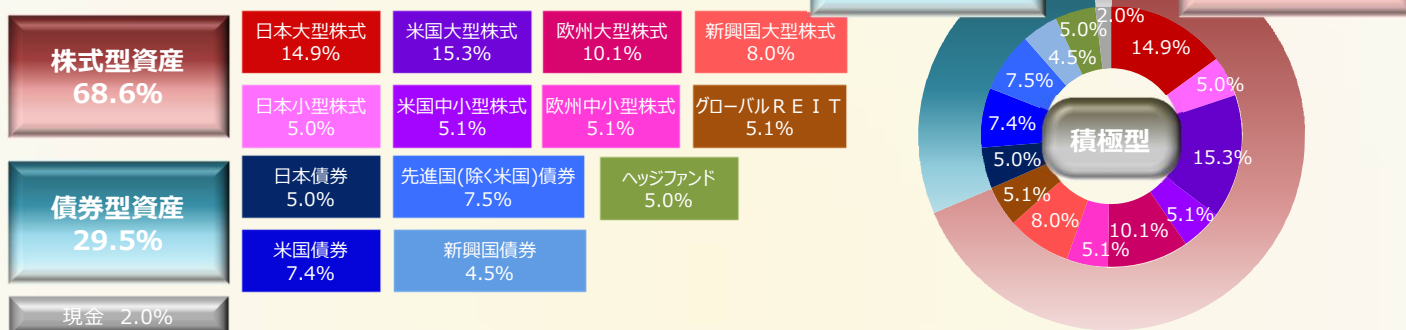 株式型資産
68.6%
日本大型株式
14.9%
米国大型株式
15.3%
欧州大型株式
10.1%
新興国大型株式
8.0%
日本小型株式
5.0%
米国中小型株式
5.1%
欧州中小型株式
5.1%
グローバルＲＥＩＴ
5.1%
債券型資産
29.5%
日本債券
5.0%
先進国(除く米国)債券
7.5%
ヘッジファンド
5.0%
米国債券
7.4%
新興国債券
4.5%
現金 2.0%
積極型
14.9%
5.0%
15.3%
5.1%
10.1%
5.1%
8.0%
5.1%
5.0%
7.4%
7.5%
4.5%
5.0%
2.0%